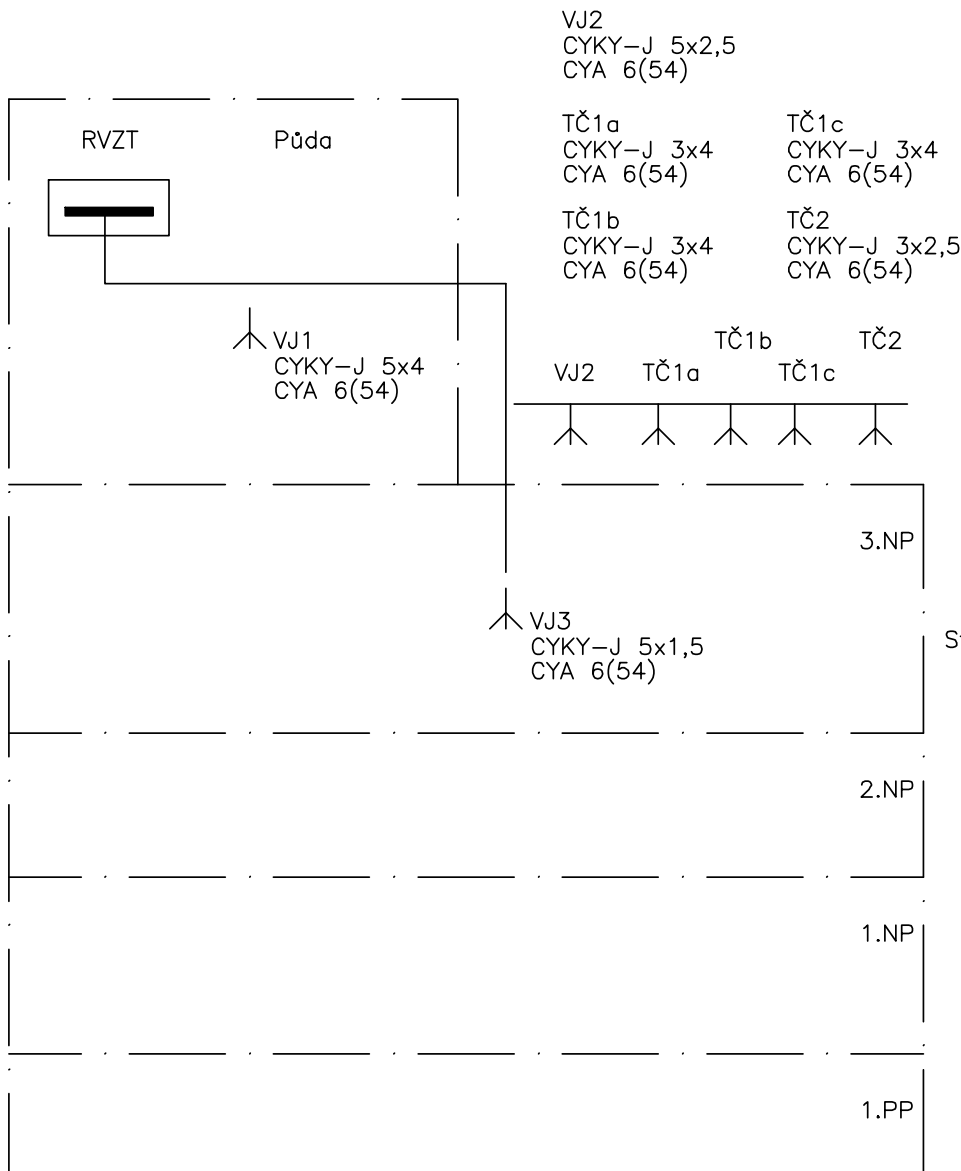 VJ2
CYKY-J 5x2,5
CYA 6(54)
TČ1a
CYKY-J 3x4
CYA 6(54)
TČ1c
CYKY-J 3x4
CYA 6(54)
TČ1b
CYKY-J 3x4
CYA 6(54)
TČ2
CYKY-J 3x2,5
CYA 6(54)
RVZT
Půda
VJ1
CYKY-J 5x4
CYA 6(54)
VJ2
TČ1a
TČ1b
TČ1c
TČ2
3.NP
VJ3
CYKY-J 5x1,5
CYA 6(54)
2.NP
1.NP
1.PP